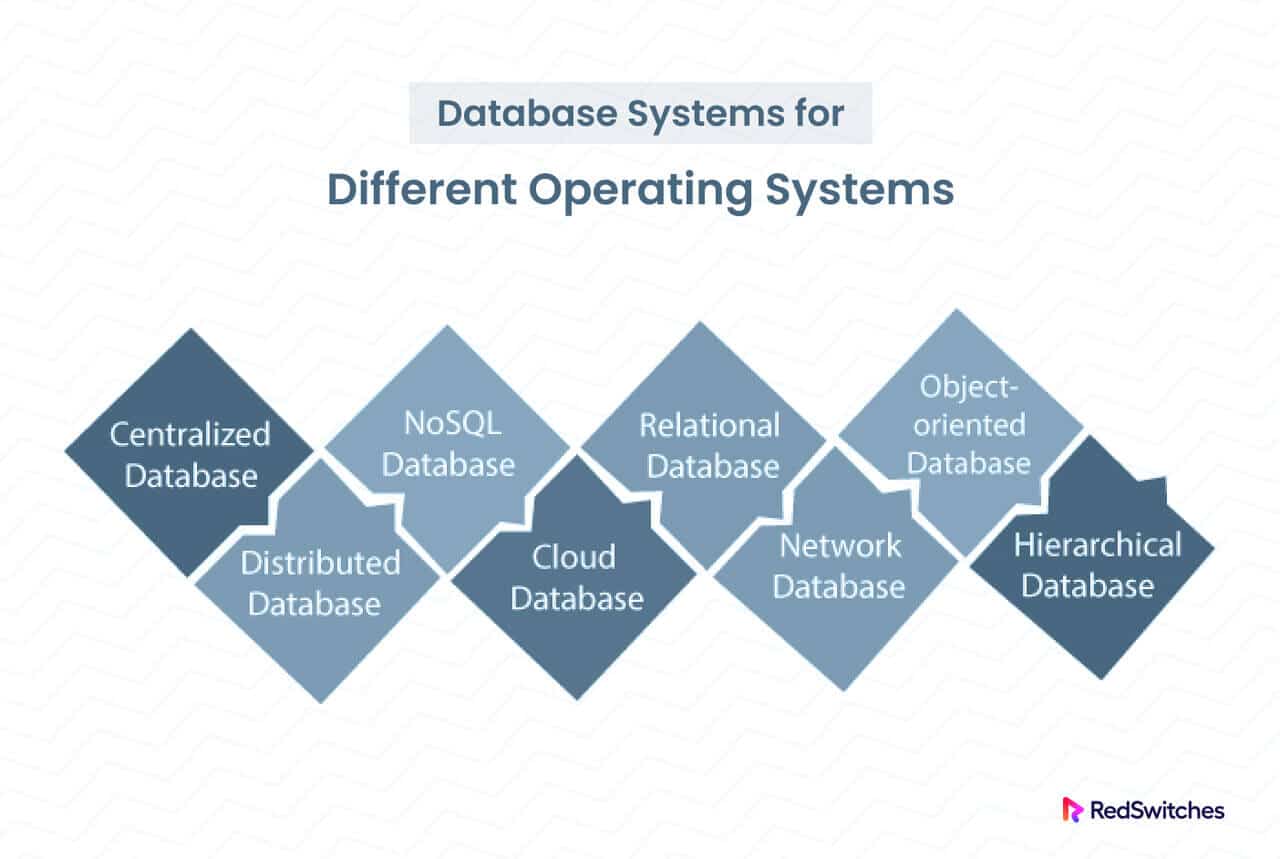 Database Systems for
Different Operating Systems
Centralized
Database
NoSQL
Database
Relational
Database
Object-
oriented
Database
Distributed
Database
Cloud
Database
Network
Database
Hierarchical
Database
RedSwitches